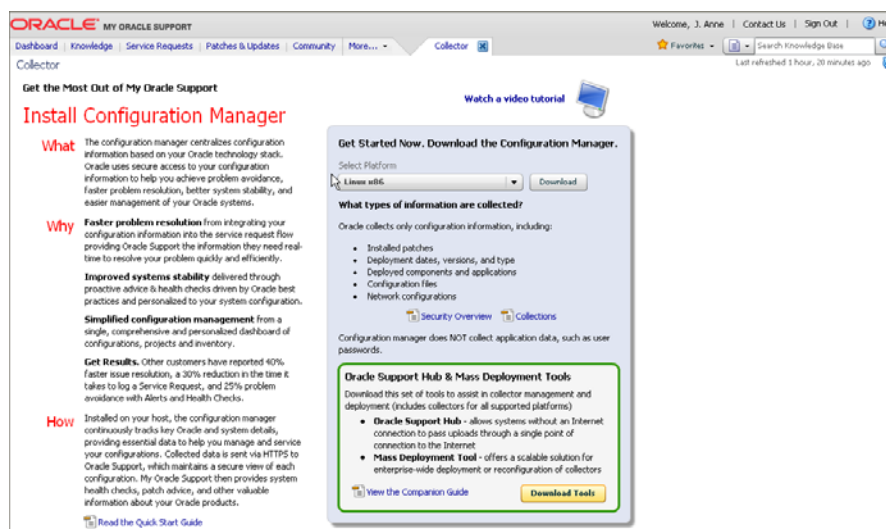 ORACLE MY ORACLE SUPPORT
Welcome, J. Anne | Contact Us | Sign Out |
Dashboard | Knowledge | Service Requests | Patches & Updates | Community | More... Collector
Favorites Search Knowledge Base
Collector
Last refreshed 1 hour, 20 minutes ago
Get the Most Out of My Oracle Support
Watch a video tutorial
Install Configuration Manager
What
The configuration manager centralizes configuration
information based on your Oracle technology stack.
Oracle uses secure access to your configuration
information to help you achieve problem avoidance,
faster problem resolution, better system stability, and
easier management of your Oracle systems.
Why
Faster problem resolution from integrating your
configuration information into the service request flow
providing Oracle Support the information they need real-
time to resolve your problem quickly and efficiently.
Improved systems stability delivered through
proactive advice & health checks driven by Oracle best
practices and personalized to your system configuration.
Simplified configuration management from a
single, comprehensive and personalized dashboard of
configurations, projects and inventory.
Get Results. Other customers have reported 40%
faster issue resolution, a 30% reduction in the time it
takes to log a Service Request, and 25% problem
avoidance with Alerts and Health Checks.
How
Installed on your host, the configuration manager
continuously tracks key Oracle and system details,
providing essential data to help you manage and service
your configurations. Collected data is sent via HTTPS to
Oracle Support, which maintains a secure view of each
configuration. My Oracle Support then provides system
health checks, patch advice, and other valuable
information about your Oracle products.
Read the Quick Start Guide
Get Started Now. Download the Configuration Manager.
Select Platform
Linux x86
Download
What types of information are collected?
Oracle collects only configuration information, including:
• Installed patches
• Deployment dates, versions, and type
• Deployed components and applications
• Configuration files
• Network configurations
Security Overview Collections
Configuration manager does NOT collect application data, such as user
passwords.
Oracle Support Hub & Mass Deployment Tools
Download this set of tools to assist in collector management and
deployment (includes collectors for all supported platforms)
• Oracle Support Hub - allows systems without an Internet
connection to pass uploads through a single point of
connection to the Internet
• Mass Deployment Tool - offers a scalable solution for
enterprise-wide deployment or reconfiguration of collectors
View the Companion Guide
Download Tools